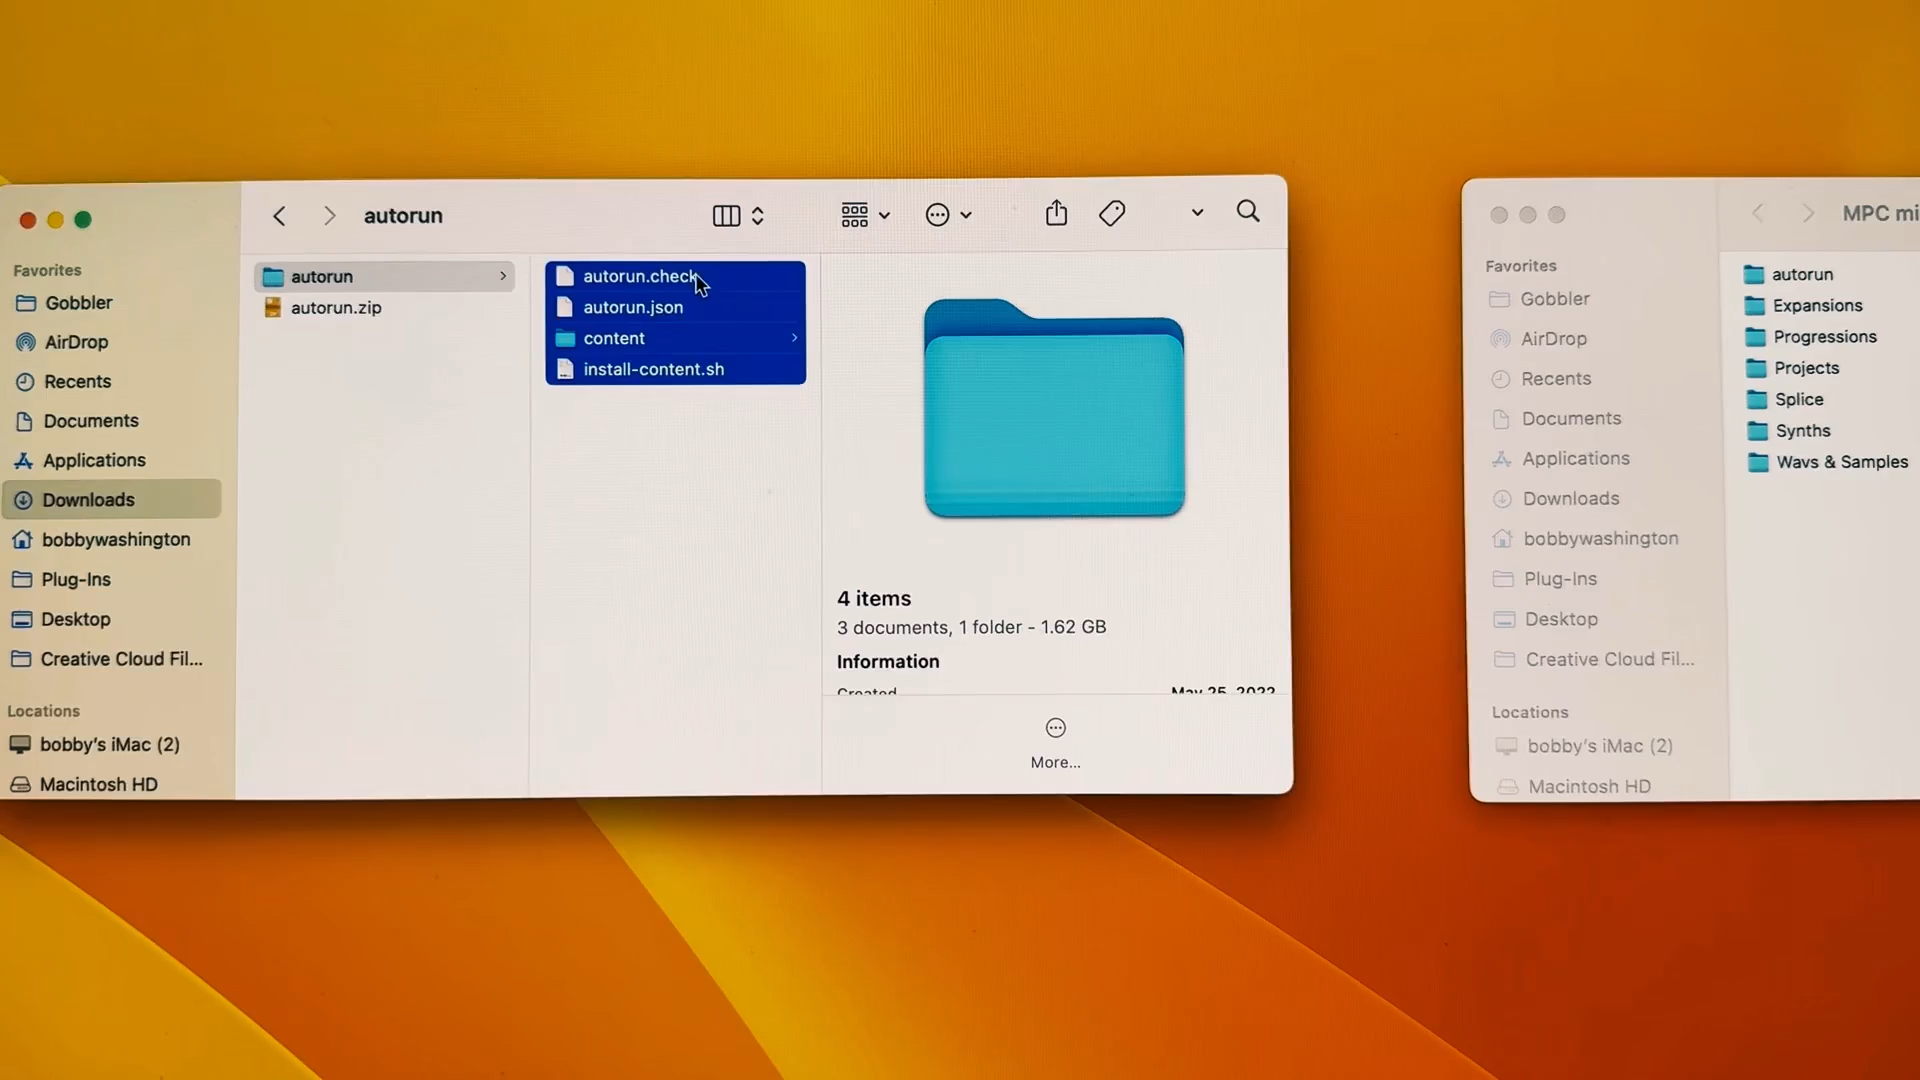 autorun
Favorites
Gobbler
AirDrop
Recents
Documents
Applications
Downloads
bobbywashington
Plug-Ins
Desktop
Creative Cloud Fil...
Locations
bobby's iMac (2)
Macintosh HD
autorun
autorun.zip
autorun.check
autorun.json
content
install-content.sh
4 items
3 documents, 1 folder - 1.62 GB
Information
Created May 25, 2022
More...
MPC mi
Favorites
Gobbler
AirDrop
Recents
Documents
Applications
Downloads
bobbywashington
Plug-Ins
Desktop
Creative Cloud Fil...
Locations
bobby's iMac (2)
Macintosh HD
autorun
Expansions
Progressions
Projects
Splice
Synths
Wavs & Samples